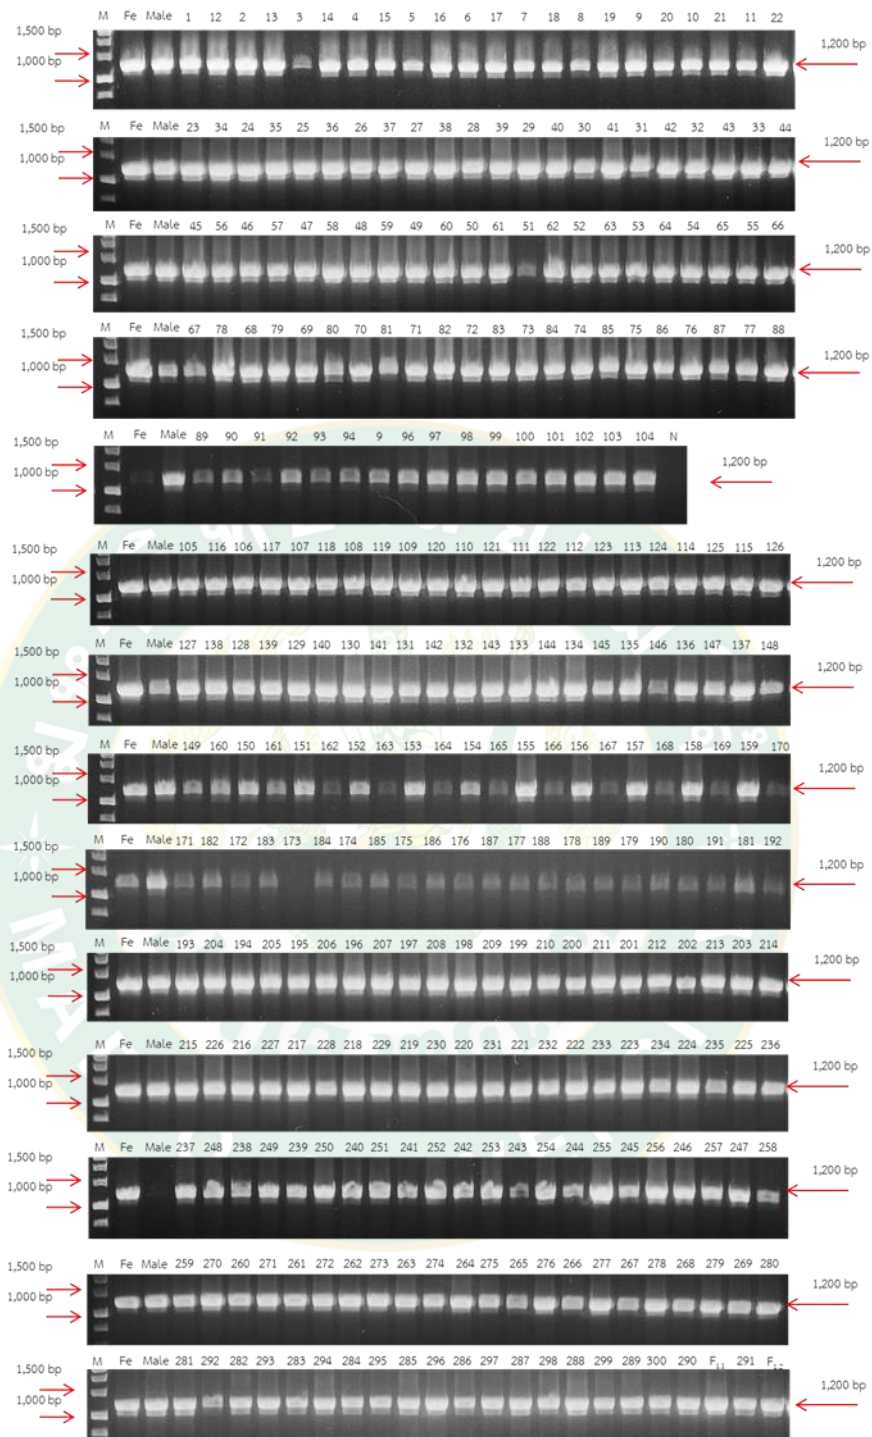 M Fe Male 1 12 2 13 3 14 4 15 5 16 6 17 7 18 8 19 9 20 10 21 11 22
1,500 bp
1,000 bp
1,200 bp
M Fe Male 23 34 24 35 25 36 26 37 27 38 28 39 29 40 30 41 31 42 32 43 33 44
1,500 bp
1,000 bp
1,200 bp
M Fe Male 45 56 46 57 47 58 48 59 49 60 50 61 51 62 52 63 53 64 54 65 55 66
1,500 bp
1,000 bp
1,200 bp
M Fe Male 67 78 68 79 69 80 70 81 71 82 72 83 73 84 74 85 75 86 76 87 77 88
1,500 bp
1,000 bp
1,200 bp
M Fe Male 89 90 91 92 93 94 9 96 97 98 99 100 101 102 103 104 N
1,500 bp
1,000 bp
1,200 bp
M Fe Male 105 116 106 117 107 118 108 119 109 120 110 121 111 122 112 123 113 124 114 125 115 126
1,500 bp
1,000 bp
1,200 bp
M Fe Male 127 138 128 139 129 140 130 141 131 142 132 143 133 144 134 145 135 146 136 147 137 148
1,500 bp
1,000 bp
1,200 bp
M Fe Male 149 160 150 161 151 162 152 163 153 164 154 165 155 166 156 167 157 168 158 169 159 170
1,500 bp
1,000 bp
1,200 bp
M Fe Male 171 182 172 183 173 184 174 185 175 186 176 187 177 188 178 189 179 190 180 191 181 192
1,500 bp
1,000 bp
1,200 bp
M Fe Male 193 204 194 205 195 206 196 207 197 208 198 209 199 210 200 211 201 212 202 213 203 214
1,500 bp
1,000 bp
1,200 bp
M Fe Male 215 226 216 227 217 228 218 229 219 230 220 231 221 232 222 233 223 234 224 235 225 236
1,500 bp
1,000 bp
1,200 bp
M Fe Male 237 248 238 249 239 250 240 251 241 252 242 253 243 254 244 255 245 256 246 257 247 258
1,500 bp
1,000 bp
1,200 bp
M Fe Male 259 270 260 271 261 272 262 273 263 274 264 275 265 276 266 277 267 278 268 279 269 280
1,500 bp
1,000 bp
1,200 bp
M Fe Male 281 292 282 293 283 294 284 295 285 296 286 297 287 298 288 299 289 300 290 F₁₁ 291 F₁₂
1,500 bp
1,000 bp
1,200 bp